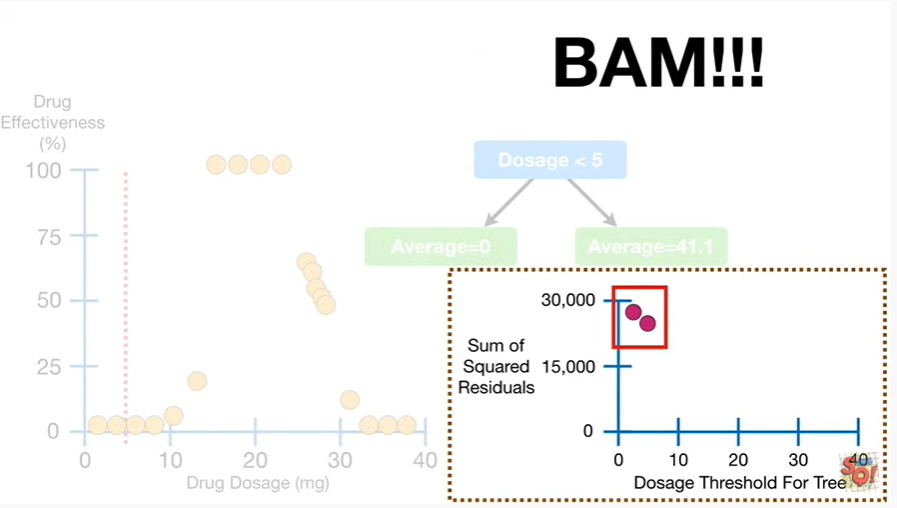 BAM!!!
Drug
Effectiveness
(%)
100
75
50
25
0
0
10
20
30
40
Drug Dosage (mg)
Dosage < 5
Average=0
Average=41.1
Sum of
Squared
Residuals
30,000
15,000
0
0
10
20
30
40
Dosage Threshold For Tree
SQ!